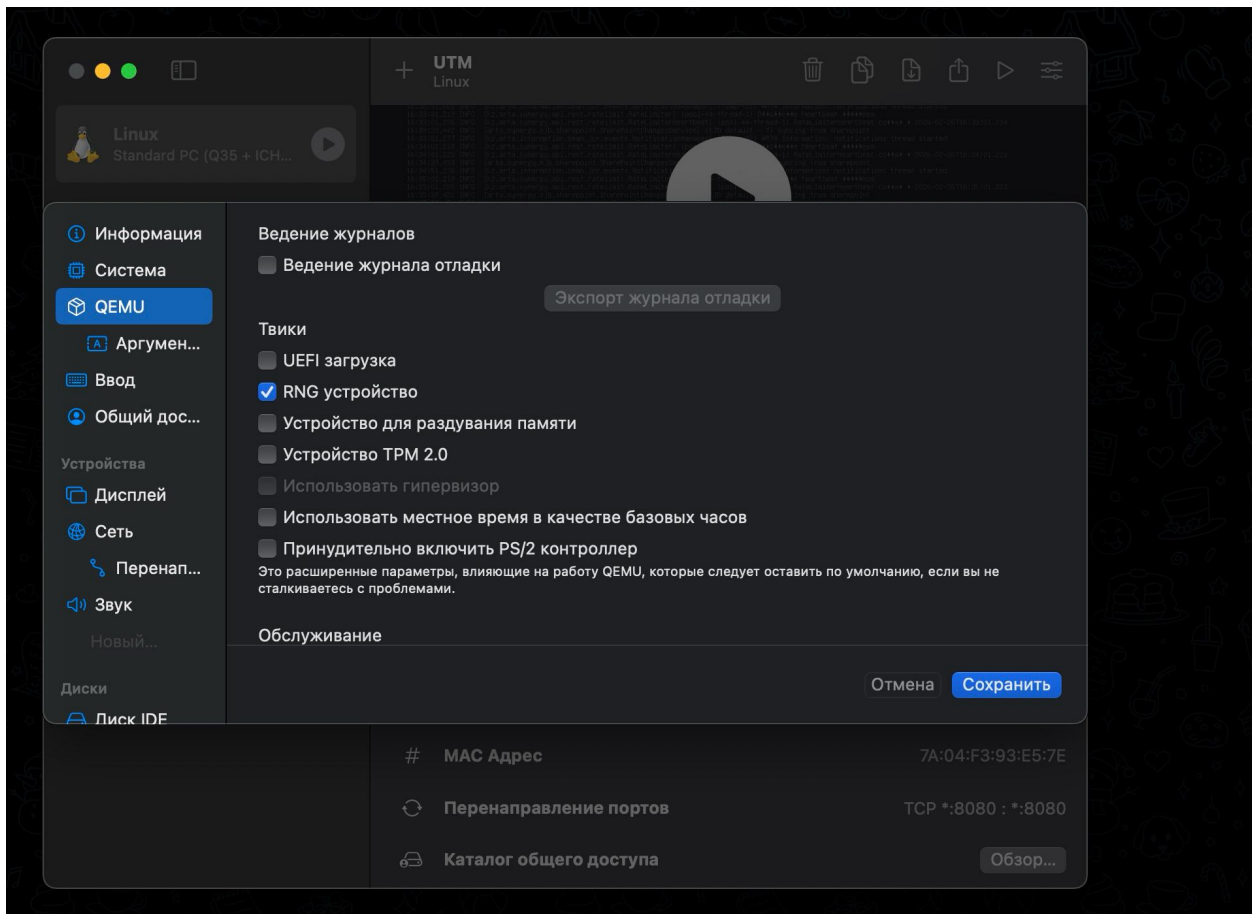 UTM
Linux
Linux
Standard PC (Q35 + ICH...
Информация
Система
QEMU
Аргумен...
Ввод
Общий дос...
Устройства
Дисплей
Сеть
Перенап...
Звук
Новый...
Диски
Диск IDE
Ведение журналов
Ведение журнала отладки
Экспорт журнала отладки
Твики
UEFI загрузка
RNG устройство
Устройство для раздувания памяти
Устройство TPM 2.0
Использовать гипервизор
Использовать местное время в качестве базовых часов
Принудительно включить PS/2 контроллер
Это расширенные параметры, влияющие на работу QEMU, которые следует оставить по умолчанию, если вы не
сталкиваетесь с проблемами.
Обслуживание
Отмена
Сохранить
# MAC Адрес 7A:04:F3:93:E5:7E
Перенаправление портов TCP *:8080 : *:8080
Каталог общего доступа Обзор...